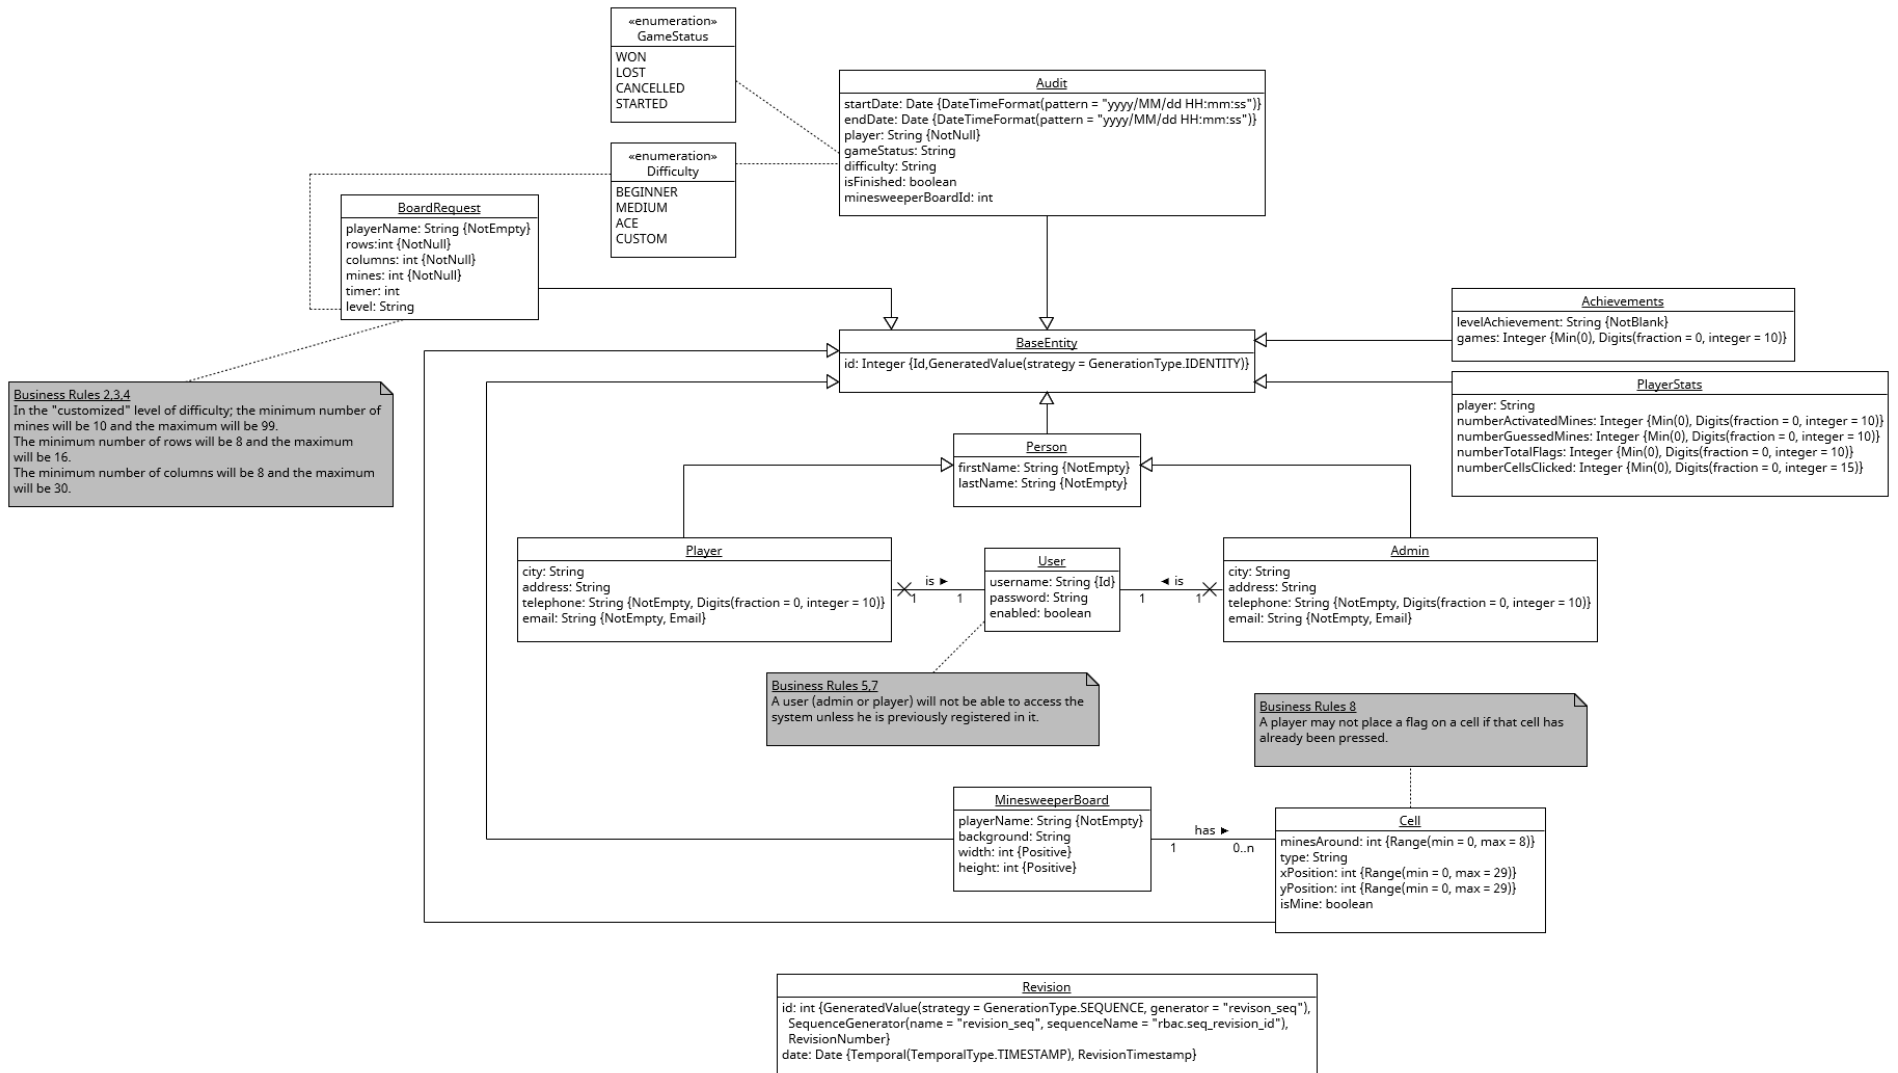 «enumeration»
GameStatus
WON
LOST
CANCELLED
STARTED
Audit
startDate: Date {DateTimeFormat(pattern = "yyyy/MM/dd HH:mm:ss")}
endDate: Date {DateTimeFormat(pattern = "yyyy/MM/dd HH:mm:ss")}
player: String {NotNull}
gameStatus: String
difficulty: String
isFinished: boolean
minesweeperBoardId: int
«enumeration»
Difficulty
BEGINNER
MEDIUM
ACE
CUSTOM
BoardRequest
playerName: String {NotEmpty}
rows:int {NotNull}
columns: int {NotNull}
mines: int {NotNull}
timer: int
level: String
Achievements
levelAchievement: String {NotBlank}
games: Integer {Min(0), Digits(fraction = 0, integer = 10)}
BaseEntity
id: Integer {Id,GeneratedValue(strategy = GenerationType.IDENTITY)}
PlayerStats
player: String
numberActivatedMines: Integer {Min(0), Digits(fraction = 0, integer = 10)}
numberGuessedMines: Integer {Min(0), Digits(fraction = 0, integer = 10)}
numberTotalFlags: Integer {Min(0), Digits(fraction = 0, integer = 10)}
numberCellsClicked: Integer {Min(0), Digits(fraction = 0, integer = 15)}
Business Rules 2,3,4
In the "customized" level of difficulty; the minimum number of
mines will be 10 and the maximum will be 99.
The minimum number of rows will be 8 and the maximum
will be 16.
The minimum number of columns will be 8 and the maximum
will be 30.
Person
firstName: String {NotEmpty}
lastName: String {NotEmpty}
Player
city: String
address: String
telephone: String {NotEmpty, Digits(fraction = 0, integer = 10)}
email: String {NotEmpty, Email}
is ►
1 1
User
username: String {Id}
password: String
enabled: boolean
◄ is
1 1
Admin
city: String
address: String
telephone: String {NotEmpty, Digits(fraction = 0, integer = 10)}
email: String {NotEmpty, Email}
Business Rules 5,7
A user (admin or player) will not be able to access the
system unless he is previously registered in it.
Business Rules 8
A player may not place a flag on a cell if that cell has
already been pressed.
MinesweeperBoard
playerName: String {NotEmpty}
background: String
width: int {Positive}
height: int {Positive}
has ►
1 0..n
Cell
minesAround: int {Range(min = 0, max = 8)}
type: String
xPosition: int {Range(min = 0, max = 29)}
yPosition: int {Range(min = 0, max = 29)}
isMine: boolean
Revision
id: int {GeneratedValue(strategy = GenerationType.SEQUENCE, generator = "revison_seq"),
SequenceGenerator(name = "revision_seq", sequenceName = "rbac.seq_revision_id"),
RevisionNumber}
date: Date {Temporal(TemporalType.TIMESTAMP), RevisionTimestamp}